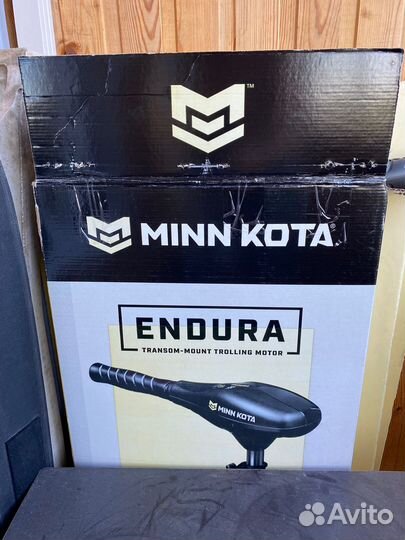 MINN KOTA
ENDURA
TRANSOM-MOUNT TROLLING MOTOR
MINN KOTA
Avito